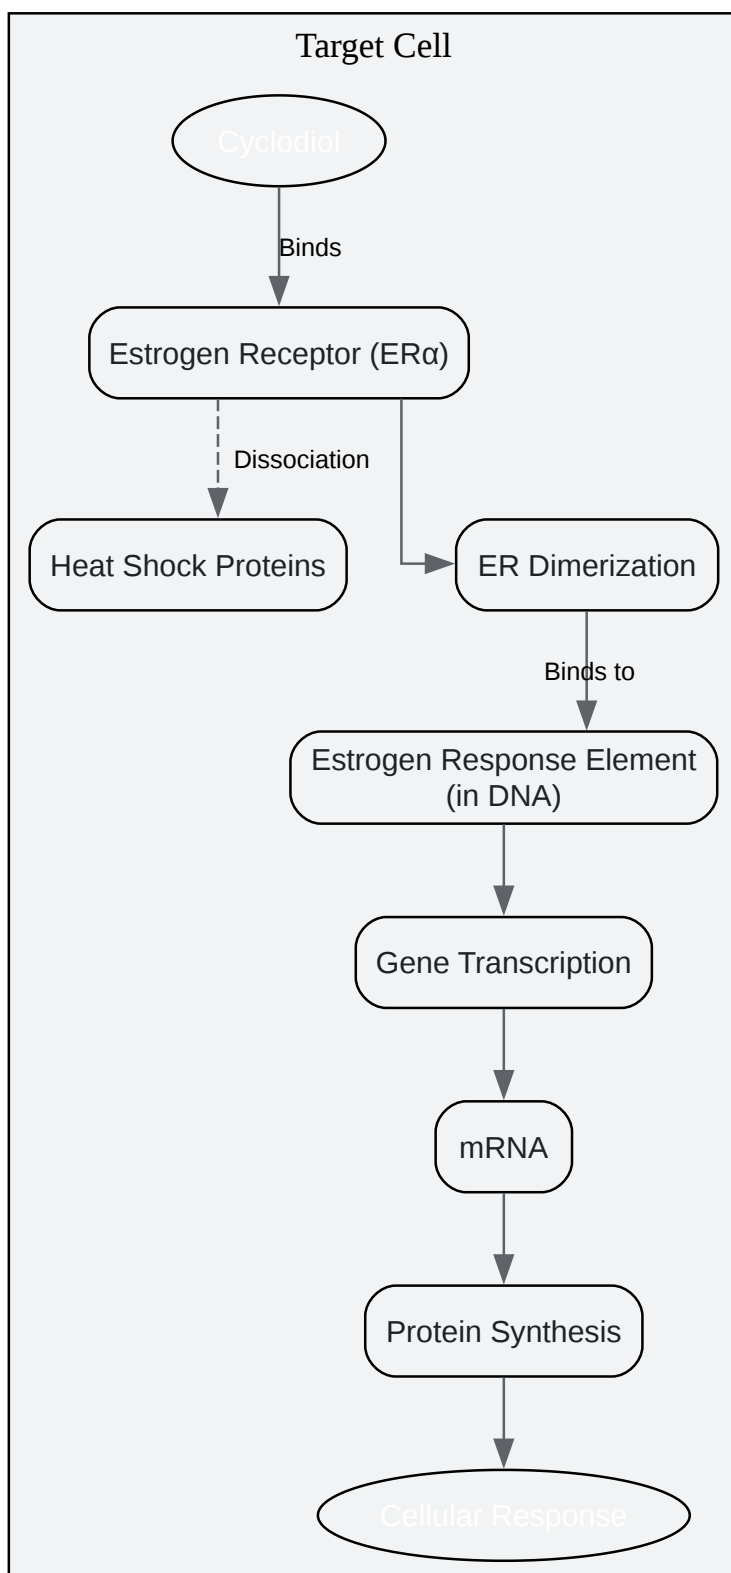 Target Cell
Cyclodiol
Binds
Estrogen Receptor (ERα)
Dissociation
Heat Shock Proteins
ER Dimerization
Binds to
Estrogen Response Element
(in DNA)
Gene Transcription
mRNA
Protein Synthesis
Cellular Response